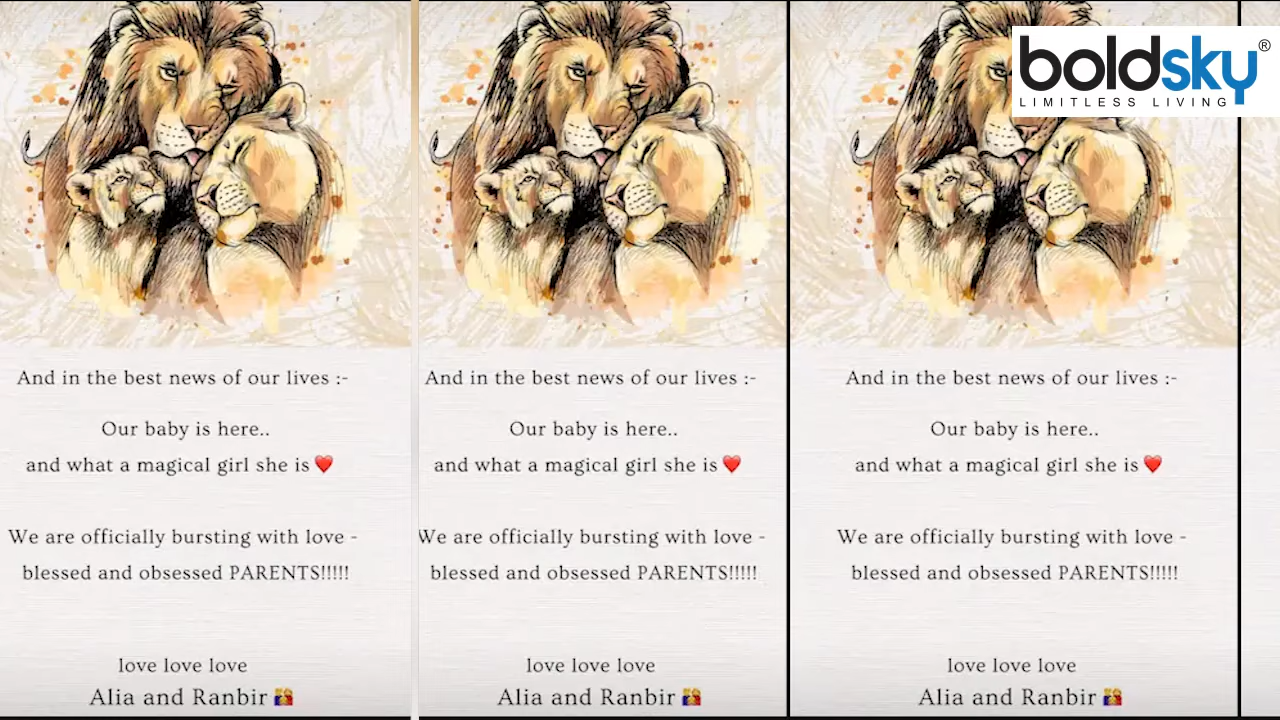 And in the best news of our lives :-
Our baby is here..
and what a magical girl she is ❤️
We are officially bursting with love -
blessed and obsessed PARENTS!!!!!
love love love
Alia and Ranbir 👩‍❤️‍👨
And in the best news of our lives :-
Our baby is here..
and what a magical girl she is ❤️
We are officially bursting with love -
blessed and obsessed PARENTS!!!!!
love love love
Alia and Ranbir 👩‍❤️‍👨
boldsky®
LIMITLESS LIVING
And in the best news of our lives :-
Our baby is here..
and what a magical girl she is ❤️
We are officially bursting with love -
blessed and obsessed PARENTS!!!!!
love love love
Alia and Ranbir 👩‍❤️‍👨